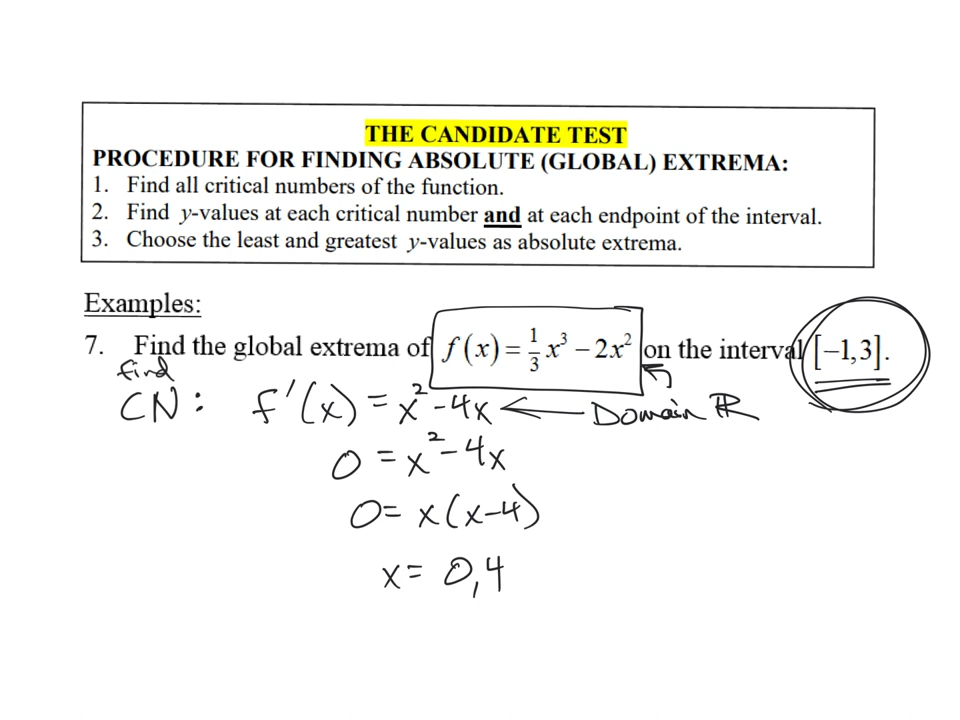 THE CANDIDATE TEST
PROCEDURE FOR FINDING ABSOLUTE (GLOBAL) EXTREMA:
1. Find all critical numbers of the function.
2. Find y-values at each critical number and at each endpoint of the interval.
3. Choose the least and greatest y-values as absolute extrema.
Examples:
7. Find the global extrema of f(x) = 1/3 x³ − 2x² on the interval [−1,3].
find
CN: f'(x) = x² − 4x ← Domain ℝ
0 = x² − 4x
0 = x(x−4)
x = 0,4